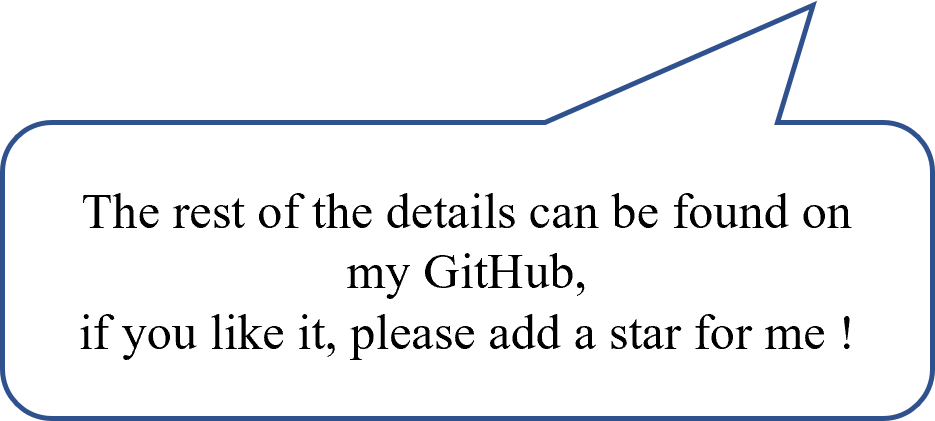 The rest of the details can be found on
my GitHub,
if you like it, please add a star for me !